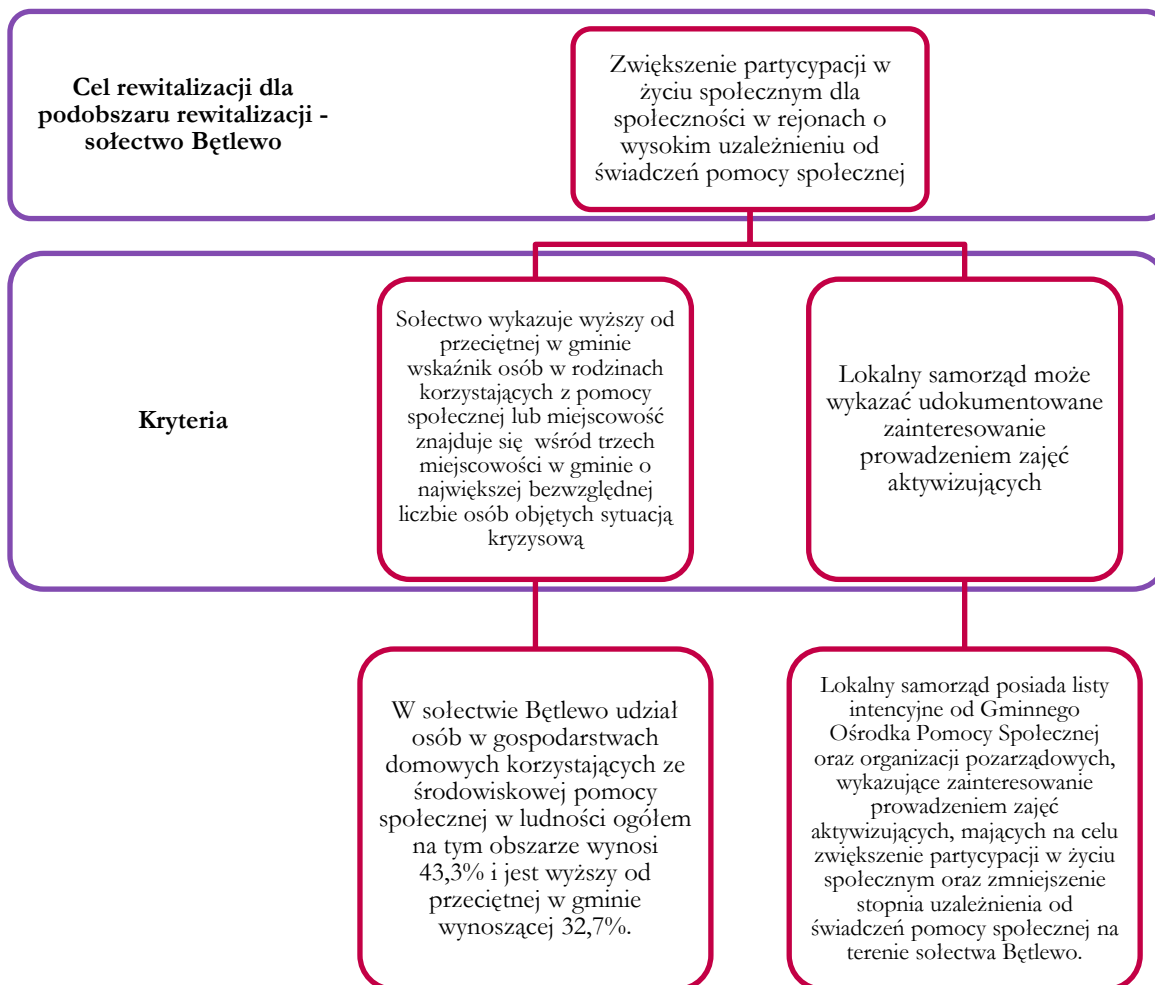 Cel rewitalizacji dla
podobszaru rewitalizacji -
sołectwo Bętlewo
Zwiększenie partycypacji w
życiu społecznym dla
społeczności w rejonach o
wysokim uzależnieniu od
świadczeń pomocy społecznej
Kryteria
Sołectwo wykazuje wyższy od
przeciętnej w gminie
wskaźnik osób w rodzinach
korzystających z pomocy
społecznej lub miejscowość
znajduje się wśród trzech
miejscowości w gminie o
największej bezwzględnej
liczbie osób objętych sytuacją
kryzysową
Lokalny samorząd może
wykazać udokumentowane
zainteresowanie
prowadzeniem zajęć
aktywizujących
W sołectwie Bętlewo udział
osób w gospodarstwach
domowych korzystających ze
środowiskowej pomocy
społecznej w ludności ogółem
na tym obszarze wynosi
43,3% i jest wyższy od
przeciętnej w gminie
wynoszącej 32,7%.
Lokalny samorząd posiada listy
intencyjne od Gminnego
Ośrodka Pomocy Społecznej
oraz organizacji pozarządowych,
wykazujące zainteresowanie
prowadzeniem zajęć
aktywizujących, mających na celu
zwiększenie partycypacji w życiu
społecznym oraz zmniejszenie
stopnia uzależnienia od
świadczeń pomocy społecznej na
terenie sołectwa Bętlewo.